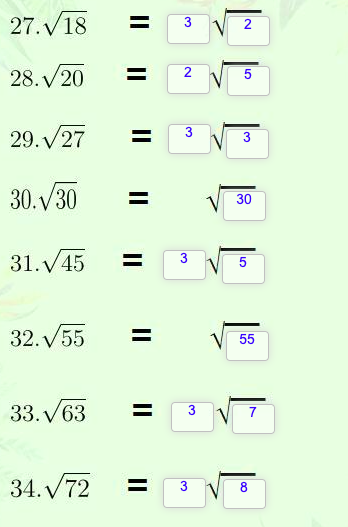 27.√18 = 3 √2
28.√20 = 2 √5
29.√27 = 3 √3
30.√30 = √30
31.√45 = 3 √5
32.√55 = √55
33.√63 = 3 √7
34.√72 = 3 √8